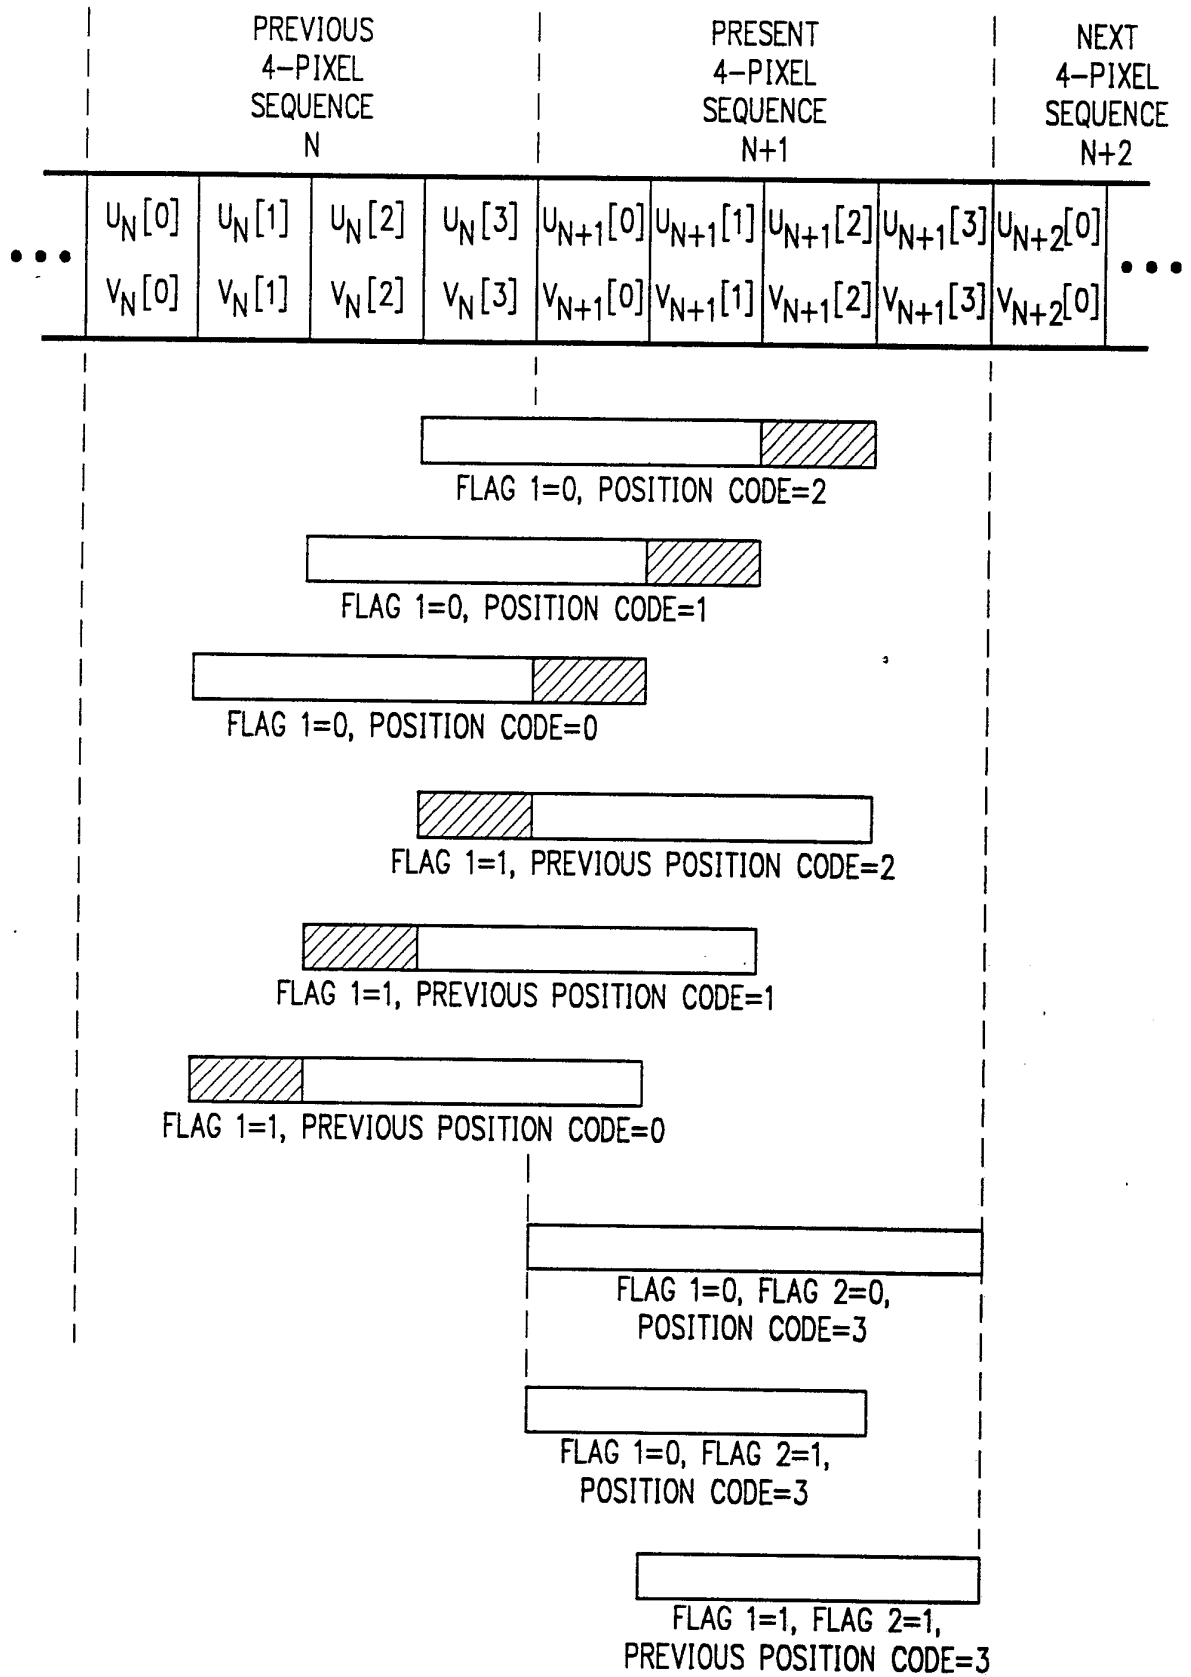 PREVIOUS
4-PIXEL
SEQUENCE
N
PRESENT
4-PIXEL
SEQUENCE
N+1
NEXT
4-PIXEL
SEQUENCE
N+2
••• U_N[0] U_N[1] U_N[2] U_N[3] U_N+1[0] U_N+1[1] U_N+1[2] U_N+1[3] U_N+2[0] •••
V_N[0] V_N[1] V_N[2] V_N[3] V_N+1[0] V_N+1[1] V_N+1[2] V_N+1[3] V_N+2[0]
FLAG 1=0, POSITION CODE=2
FLAG 1=0, POSITION CODE=1
FLAG 1=0, POSITION CODE=0
FLAG 1=1, PREVIOUS POSITION CODE=2
FLAG 1=1, PREVIOUS POSITION CODE=1
FLAG 1=1, PREVIOUS POSITION CODE=0
FLAG 1=0, FLAG 2=0,
POSITION CODE=3
FLAG 1=0, FLAG 2=1,
POSITION CODE=3
FLAG 1=1, FLAG 2=1,
PREVIOUS POSITION CODE=3